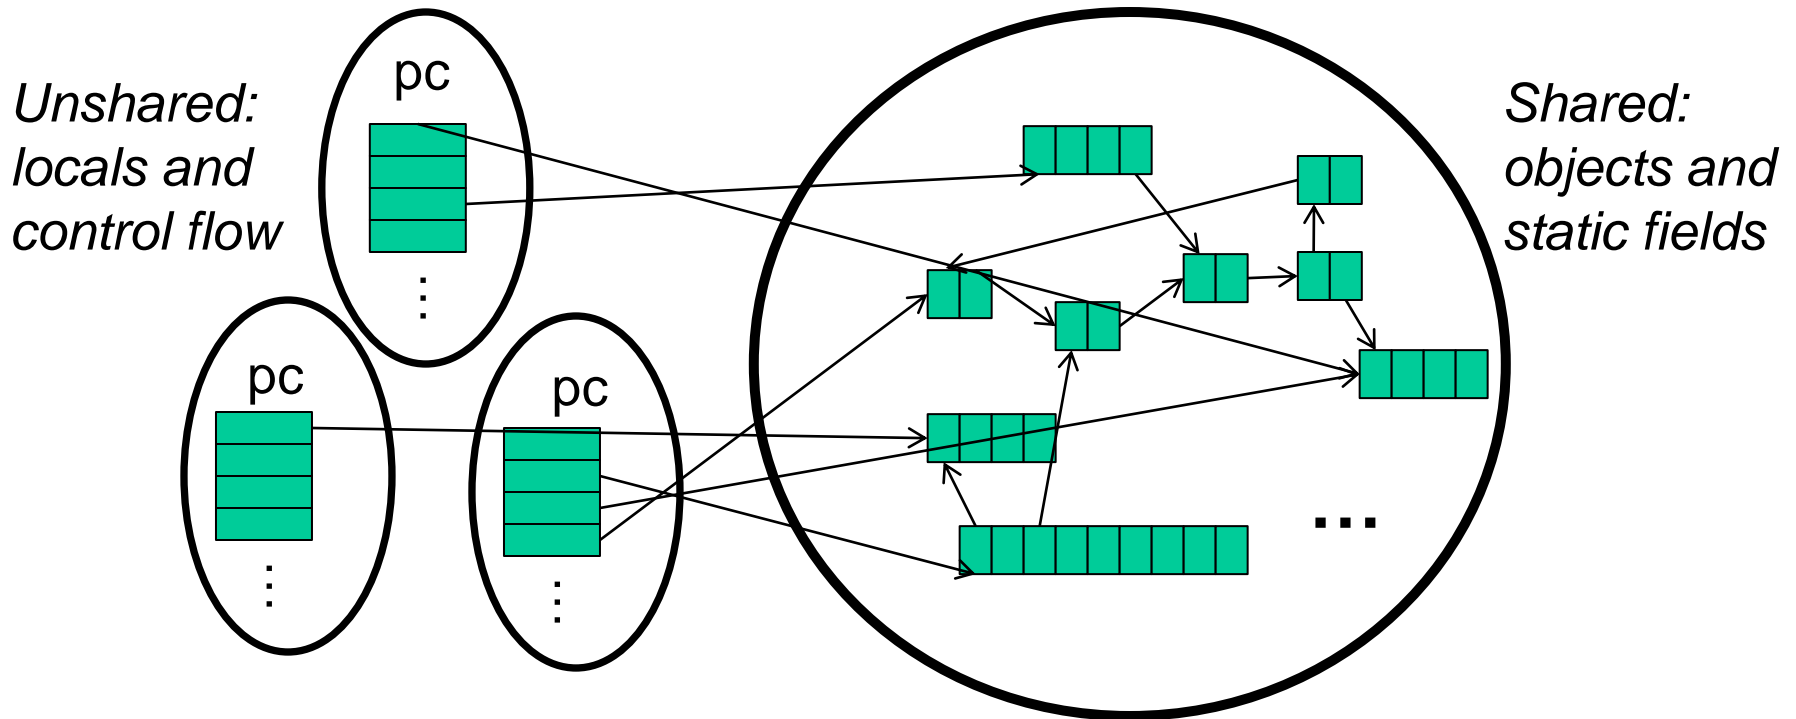 Unshared:
locals and
control flow
pc
⋮
pc
⋮
pc
⋮
Shared:
objects and
static fields
...